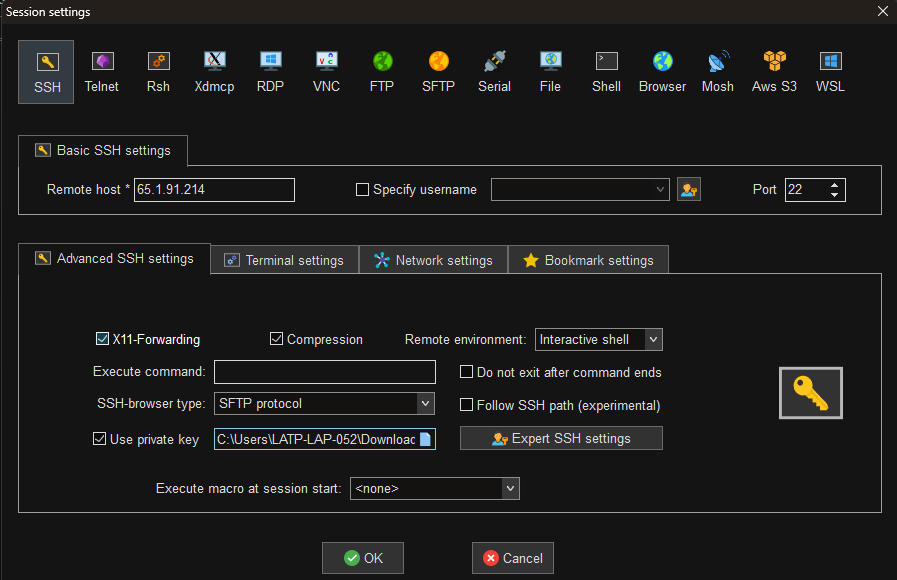 Session settings
SSH Telnet Rsh Xdmcp RDP VNC FTP SFTP Serial File Shell Browser Mosh Aws S3 WSL
Basic SSH settings
Remote host * 65.1.91.214 Specify username Port 22
Advanced SSH settings Terminal settings Network settings Bookmark settings
X11-Forwarding Compression Remote environment: Interactive shell
Execute command: Do not exit after command ends
SSH-browser type: SFTP protocol Follow SSH path (experimental)
Use private key C:\Users\LATP-LAP-052\Downloac Expert SSH settings
Execute macro at session start: <none>
OK Cancel